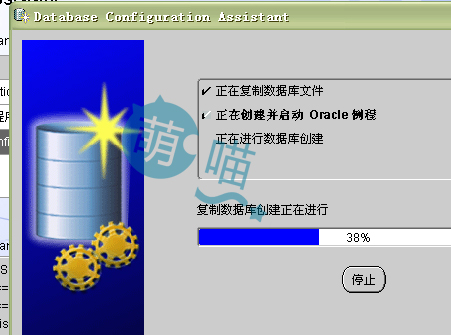 Database Configuration Assistant
正在复制数据库文件
正在创建并启动 Oracle 例程
正在进行数据库创建
萌喵
复制数据库创建正在进行
38%
停止